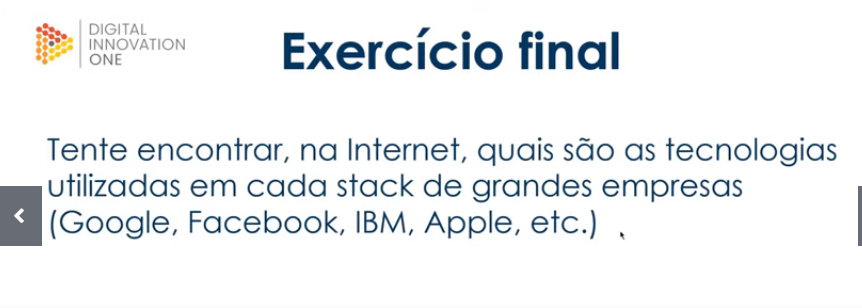 DIGITAL
INNOVATION
ONE
Exercício final
Tente encontrar, na Internet, quais são as tecnologias
utilizadas em cada stack de grandes empresas
(Google, Facebook, IBM, Apple, etc.)